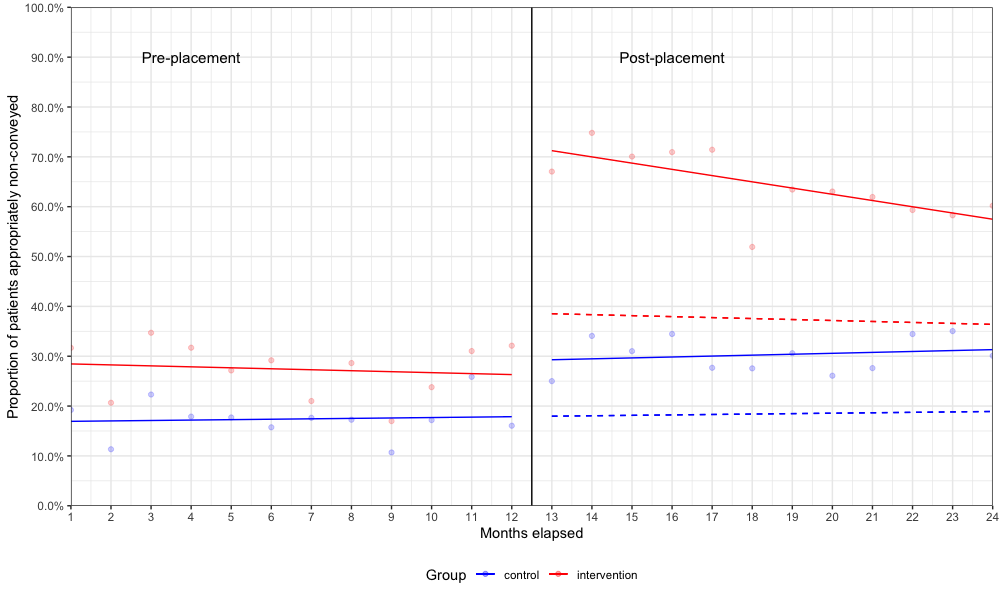 100.0%
90.0%
80.0%
70.0%
60.0%
50.0%
40.0%
30.0%
20.0%
10.0%
0.0%
Proportion of patients appropriately non-conveyed
Pre-placement
Post-placement
1 2 3 4 5 6 7 8 9 10 11 12 13 14 15 16 17 18 19 20 21 22 23 24
Months elapsed
Group control intervention